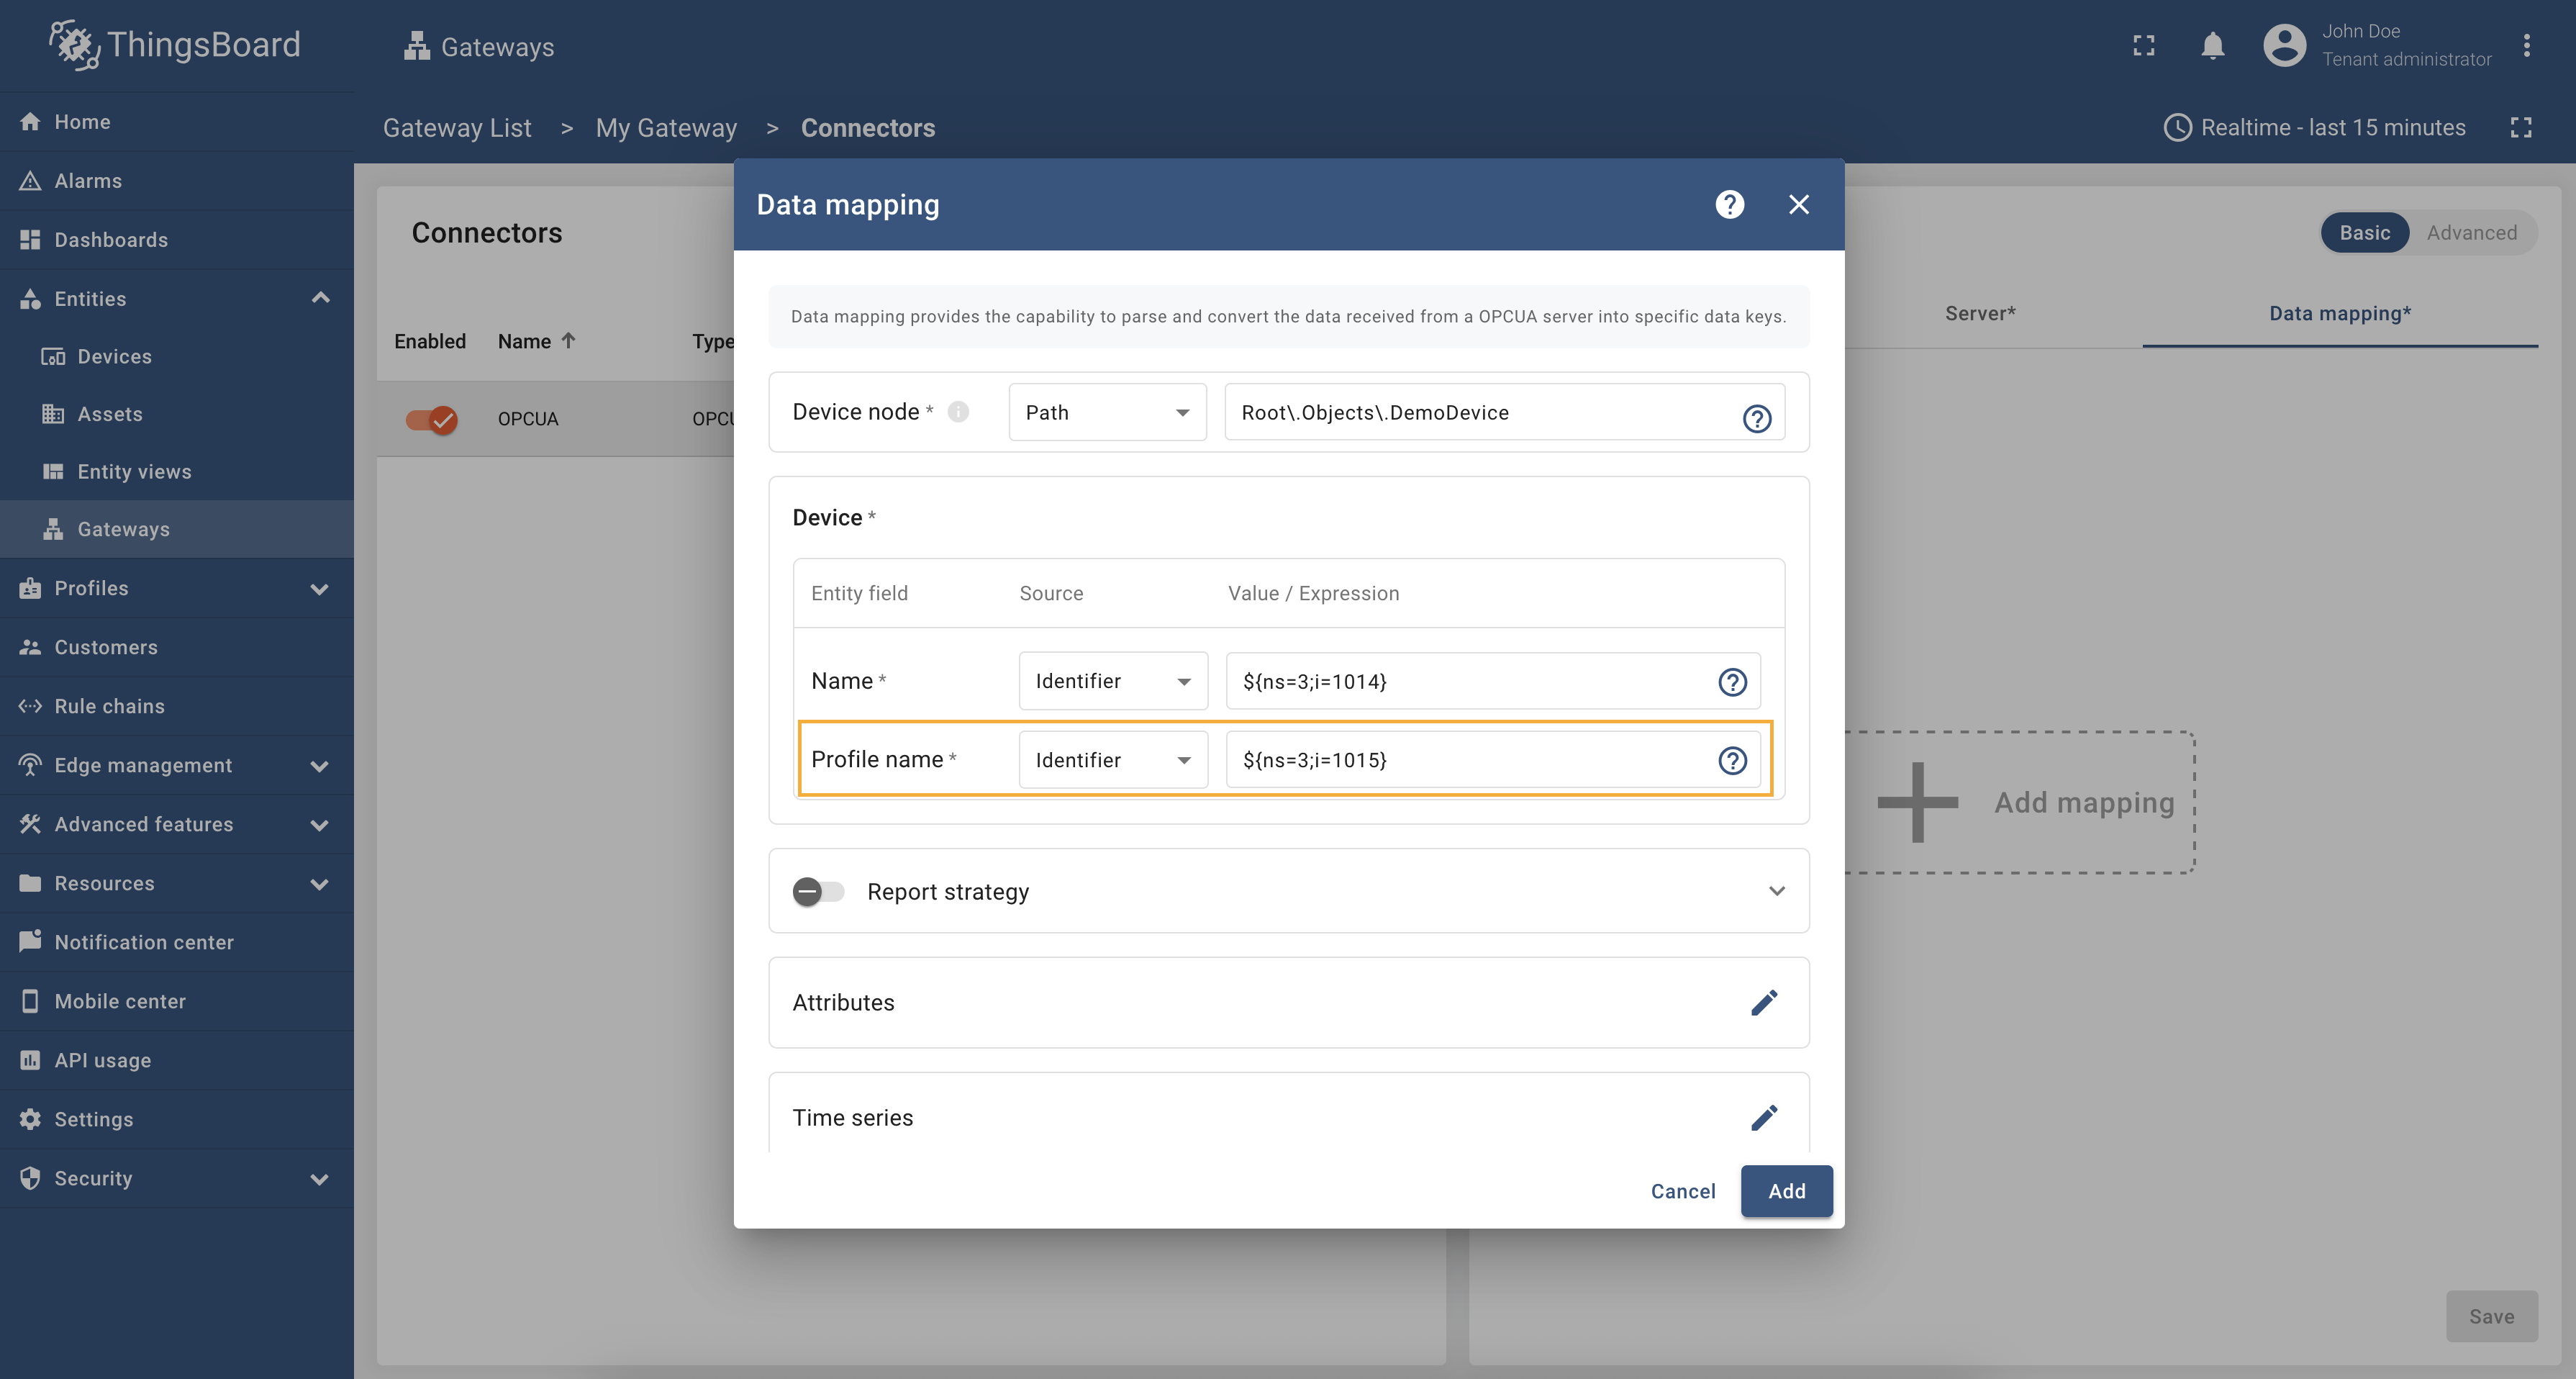 ThingsBoard
Gateways
John Doe
Tenant administrator
Gateway List > My Gateway > Connectors
Realtime - last 15 minutes
Home
Alarms
Dashboards
Entities
Devices
Assets
Entity views
Gateways
Profiles
Customers
Rule chains
Edge management
Advanced features
Resources
Notification center
Mobile center
API usage
Settings
Security
Connectors
Enabled Name Type
OPCUA OPCU
Basic Advanced
Server* Data mapping*
Add mapping
Save
Data mapping
Data mapping provides the capability to parse and convert the data received from a OPCUA server into specific data keys.
Device node * Path Root\.Objects\.DemoDevice
Device *
Entity field Source Value / Expression
Name * Identifier ${ns=3;i=1014}
Profile name * Identifier ${ns=3;i=1015}
Report strategy
Attributes
Time series
Cancel Add